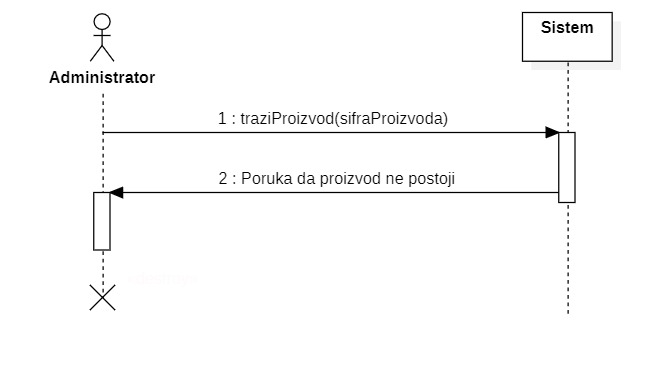 Sistem
Administrator
1 : traziProizvod(sifraProizvoda)
2 : Poruka da proizvod ne postoji